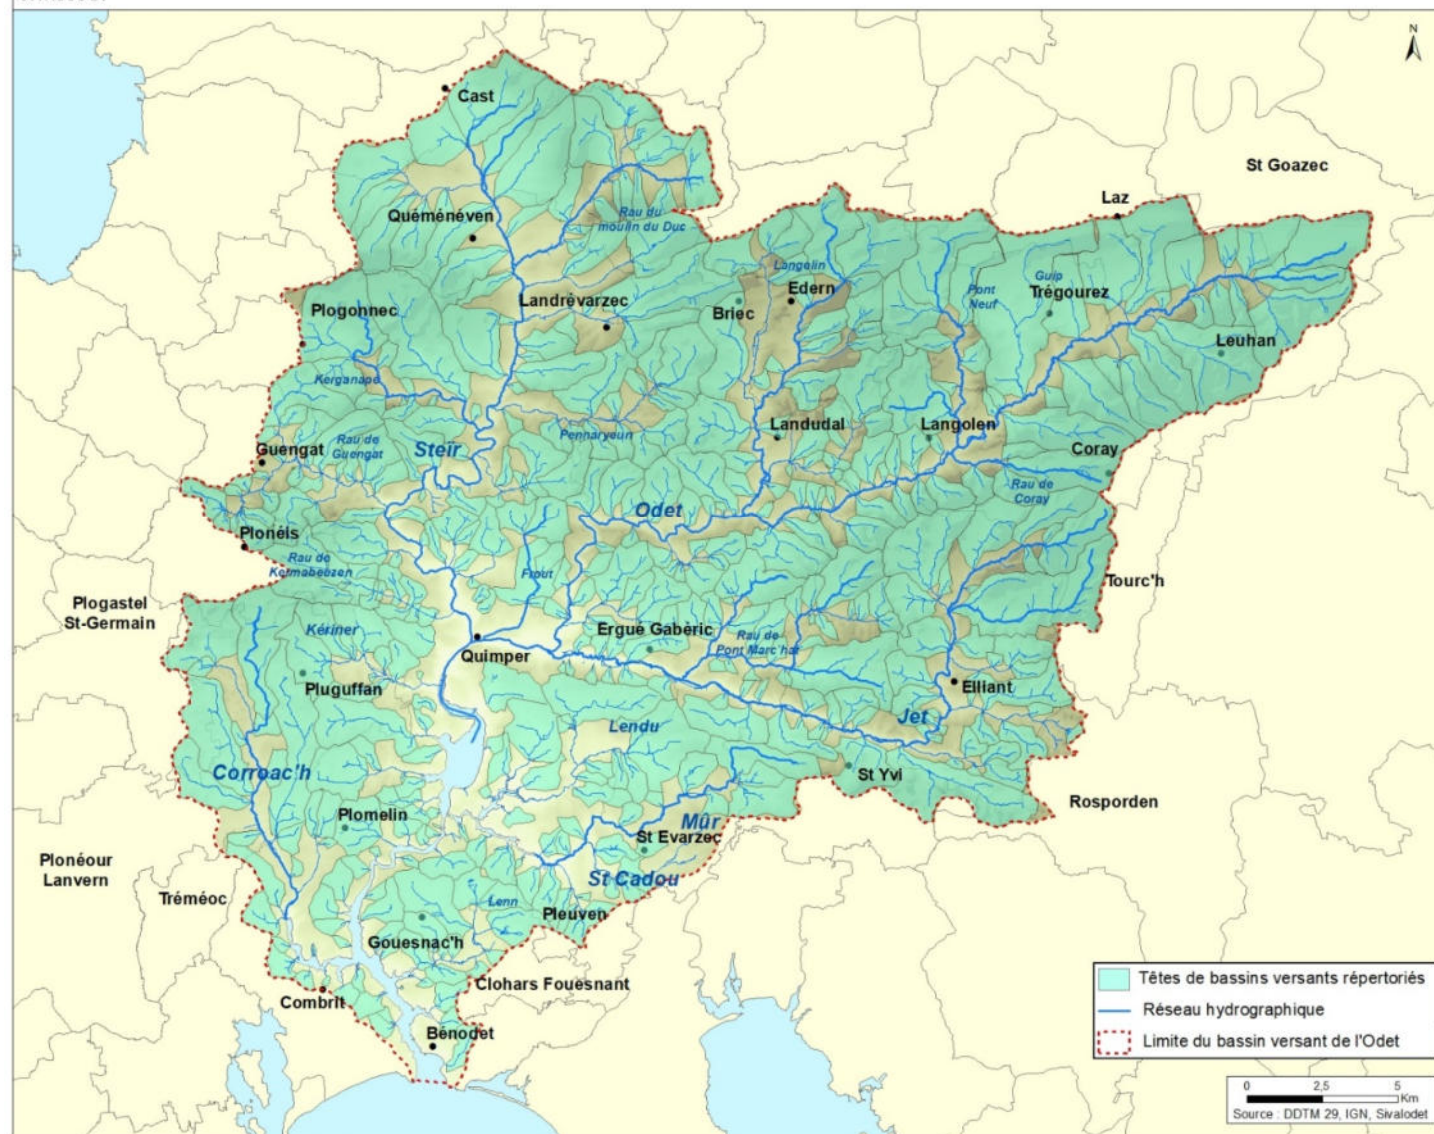 N
Cast
St Goazec
Laz
Quéménéven
Rau du
moulin du Duc
Langolin
Edern
Guip
Trégourez
Pont
Neuf
Plogonnec
Landrévarzec
Briec
Leuhan
Kerganapé
Landudal
Langolen
Pennaryeun
Rau de
Guengat
Guengat
Steïr
Coray
Rau de
Coray
Odet
Plonéis
Rau de
Kermabeuzen
Frout
Tourc'h
Plogastel
St-Germain
Kériner
Ergué Gabéric
Rau de
Pont Marc'hat
Quimper
Pluguffan
Elliant
Jet
Lendu
Corroac'h
St Yvi
Rosporden
Plomelin
Mûr
St Evarzec
Plonéour
Lanvern
Tréméoc
St Cadou
Lenn
Pleuven
Gouesnac'h
Clohars Fouesnant
Combrit
Bénodet
Têtes de bassins versants répertoriés
Réseau hydrographique
Limite du bassin versant de l'Odet
0 2,5 5
Km
Source : DDTM 29, IGN, Sivalodet